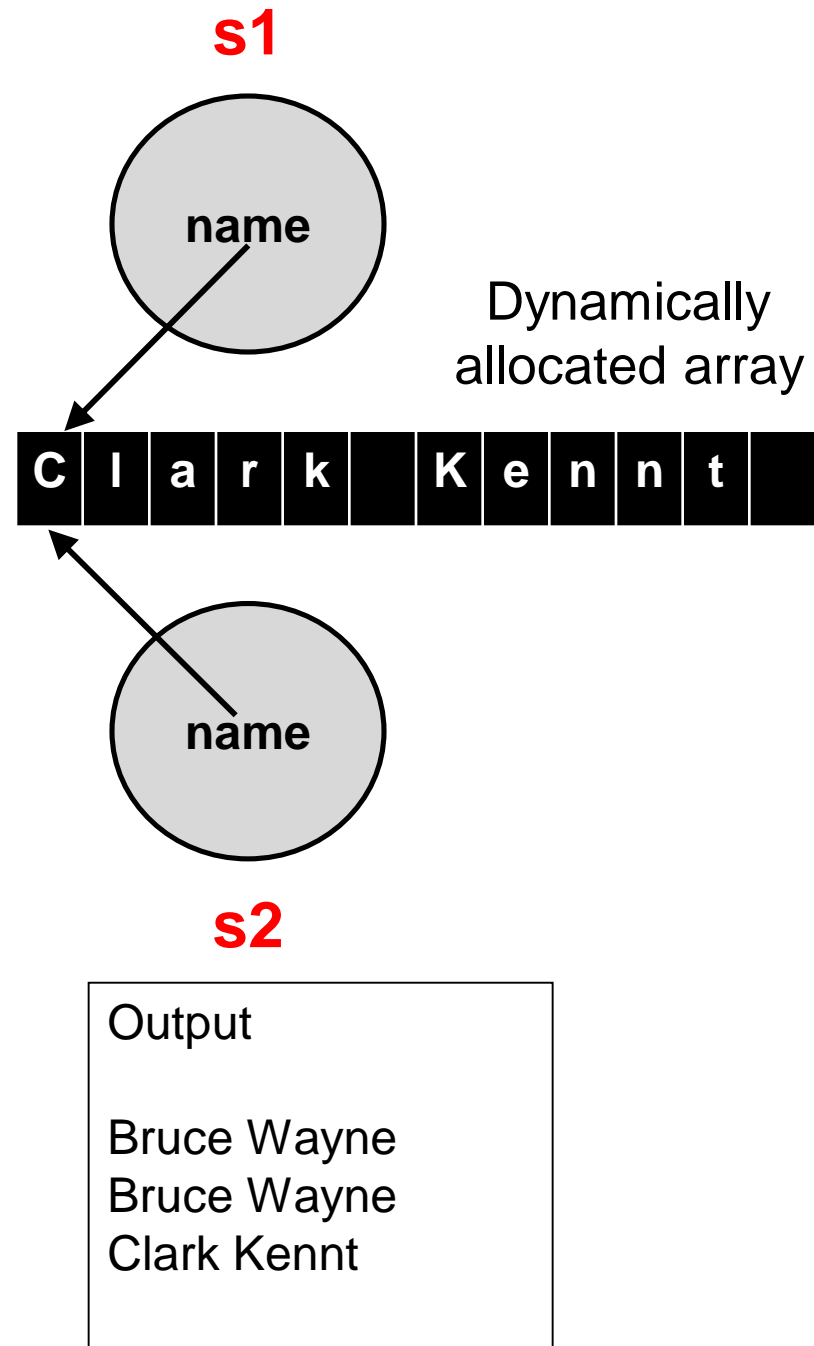 s1
name
Dynamically
allocated array
C l a r k K e n n t
name
s2
Output
Bruce Wayne
Bruce Wayne
Clark Kennt